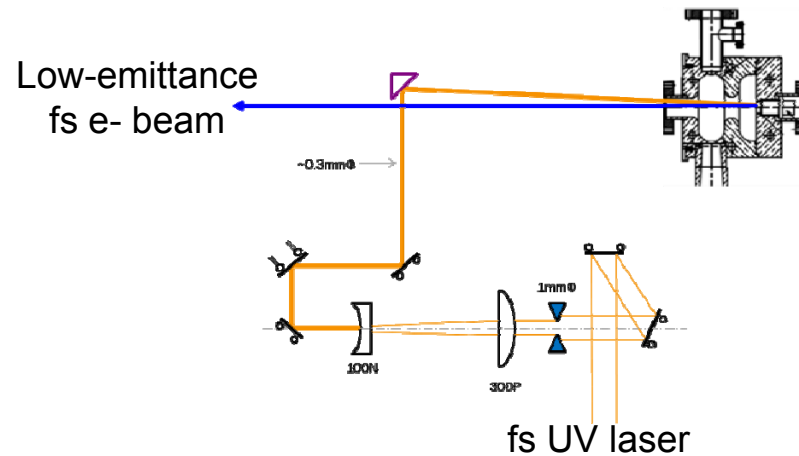 Low-emittance
fs e- beam
~0.3mmΦ
1mmΦ
100N
300P
fs UV laser